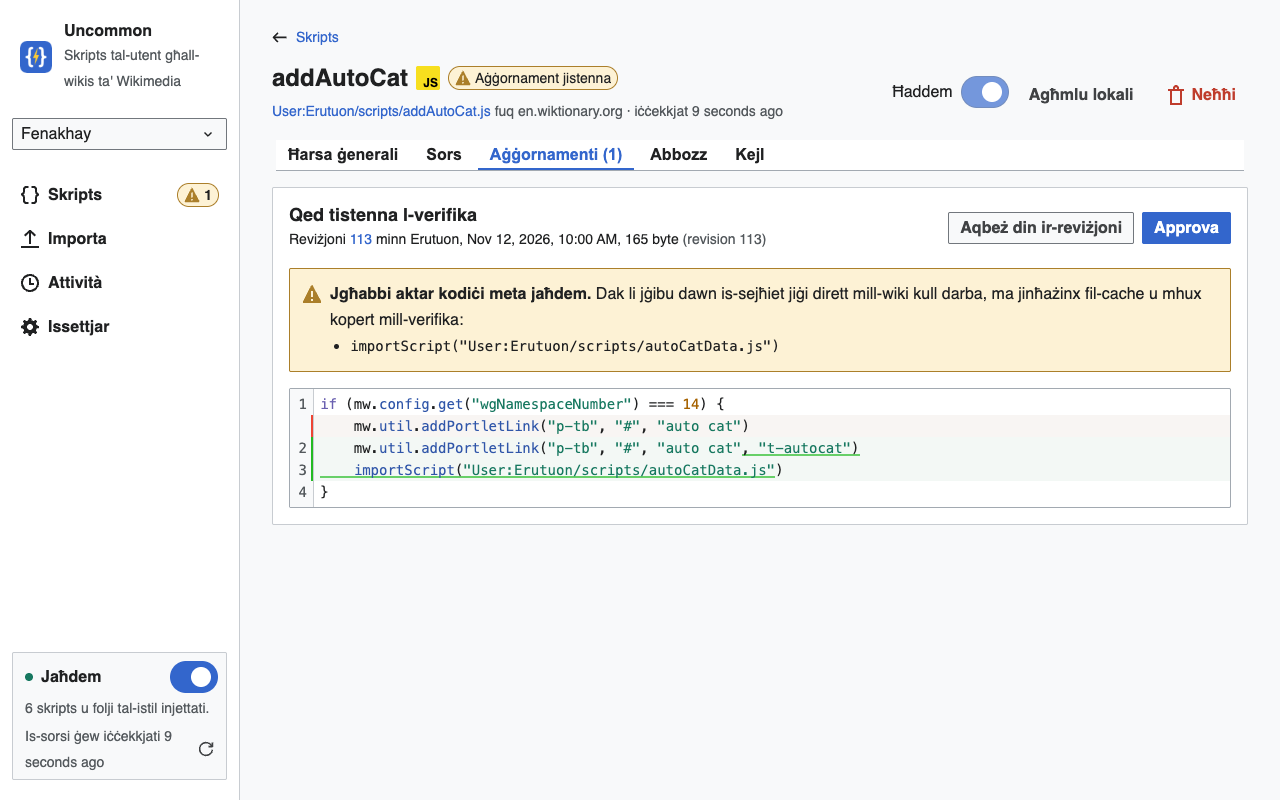 Uncommon
Skripts tal-utent għall-
wikis ta' Wikimedia
Fenakhay
Skripts
1
Importa
Attività
Issettjar
Jaħdem
6 skripts u folji tal-istil injettati.
Is-sorsi ġew iċċekkjati 9
seconds ago
Skripts
addAutoCat
JS
Aġġornament jistenna
User:Erutuon/scripts/addAutoCat.js fuq en.wiktionary.org · iċċekkjat 9 seconds ago
Ħaddem
Agħmlu lokali
Neħħi
Ħarsa ġenerali
Sors
Aġġornamenti (1)
Abbozz
Kejl
Qed tistenna l-verifika
Reviżjoni 113 minn Erutuon, Nov 12, 2026, 10:00 AM, 165 byte (revision 113)
Aqbeż din ir-reviżjoni
Approva
Jgħabbi aktar kodiċi meta jaħdem. Dak li jġibu dawn is-sejħiet jiġi dirett mill-wiki kull darba, ma jinħażinx fil-cache u mhux
kopert mill-verifika:
• importScript("User:Erutuon/scripts/autoCatData.js")
1 if (mw.config.get("wgNamespaceNumber") === 14) {
mw.util.addPortletLink("p-tb", "#", "auto cat")
2 mw.util.addPortletLink("p-tb", "#", "auto cat", "t-autocat")
3 importScript("User:Erutuon/scripts/autoCatData.js")
4 }